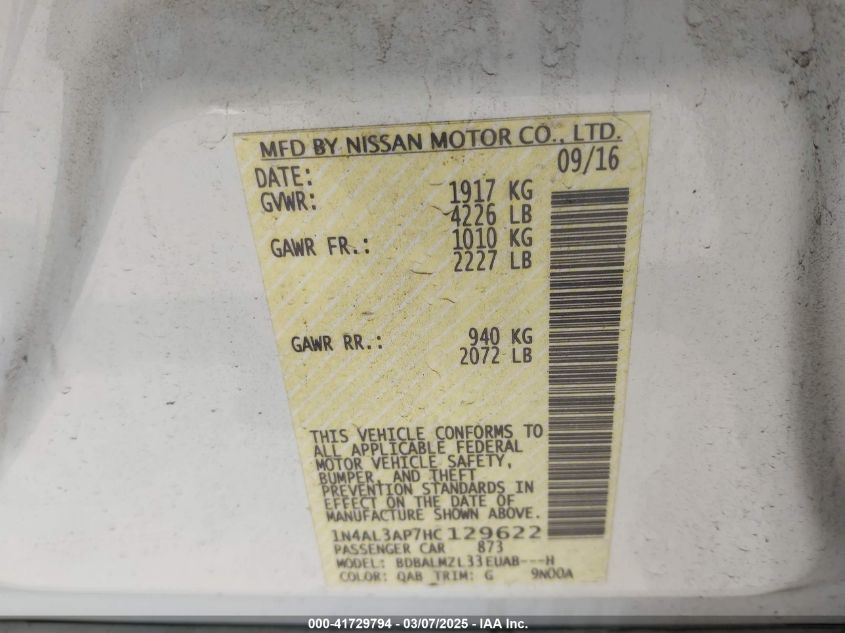 MFD BY NISSAN MOTOR CO., LTD.
DATE: 09/16
GVWR: 1917 KG
4226 LB
GAWR FR.: 1010 KG
2227 LB
GAWR RR.: 940 KG
2072 LB
THIS VEHICLE CONFORMS TO
ALL APPLICABLE FEDERAL
MOTOR VEHICLE SAFETY,
BUMPER, AND THEFT
PREVENTION STANDARDS IN
EFFECT ON THE DATE OF
MANUFACTURE SHOWN ABOVE.
1N4AL3AP7HC129622
PASSENGER CAR 873
MODEL: BDBALMZL33EUAB---H
COLOR: QAB TRIM: G 9N00A
000-41729794 — 03/07/2025 — IAA Inc.